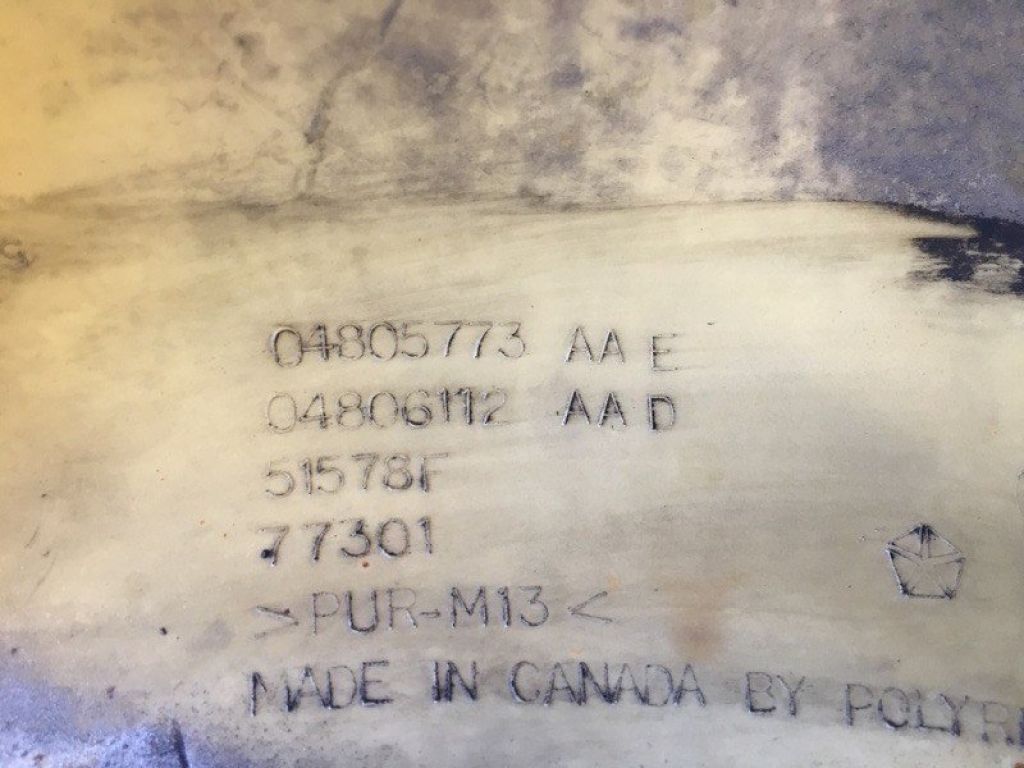 04805773 AA E
04806112 AA D
51578F
77301
>PUR-M13<
MADE IN CANADA BY